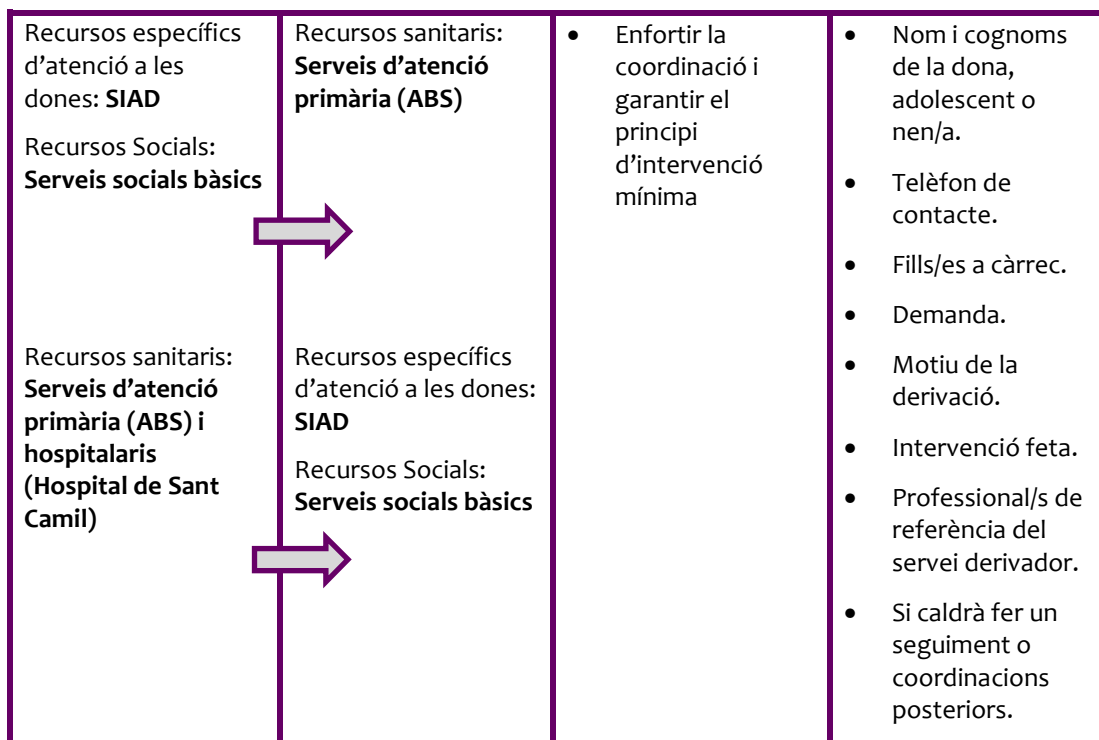 Recursos específics
d’atenció a les
dones: SIAD
Recursos Socials:
Serveis socials bàsics
Recursos sanitaris:
Serveis d’atenció
primària (ABS) i
hospitalaris
(Hospital de Sant
Camil)
Recursos sanitaris:
Serveis d’atenció
primària (ABS)
Recursos específics
d’atenció a les dones:
SIAD
Recursos Socials:
Serveis socials bàsics
• Enfortir la
coordinació i
garantir el
principi
d’intervenció
mínima
• Nom i cognoms
de la dona,
adolescent o
nen/a.
• Telèfon de
contacte.
• Fills/es a càrrec.
• Demanda.
• Motiu de la
derivació.
• Intervenció feta.
• Professional/s de
referència del
servei derivador.
• Si caldrà fer un
seguiment o
coordinacions
posteriors.